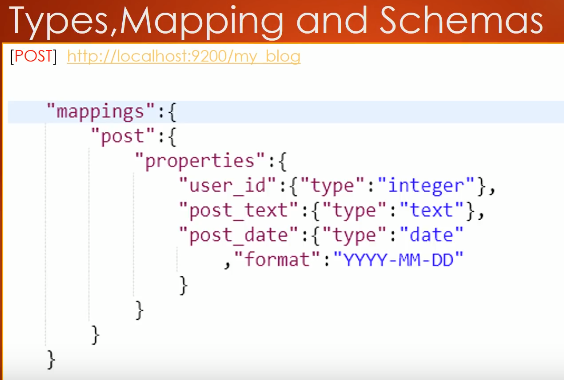 Types,Mapping and Schemas
[POST] http://localhost:9200/my_blog
"mappings":{
"post":{
"properties":{
"user_id":{"type":"integer"},
"post_text":{"type":"text"},
"post_date":{"type":"date"
,"format":"YYYY-MM-DD"
}
}
}
}